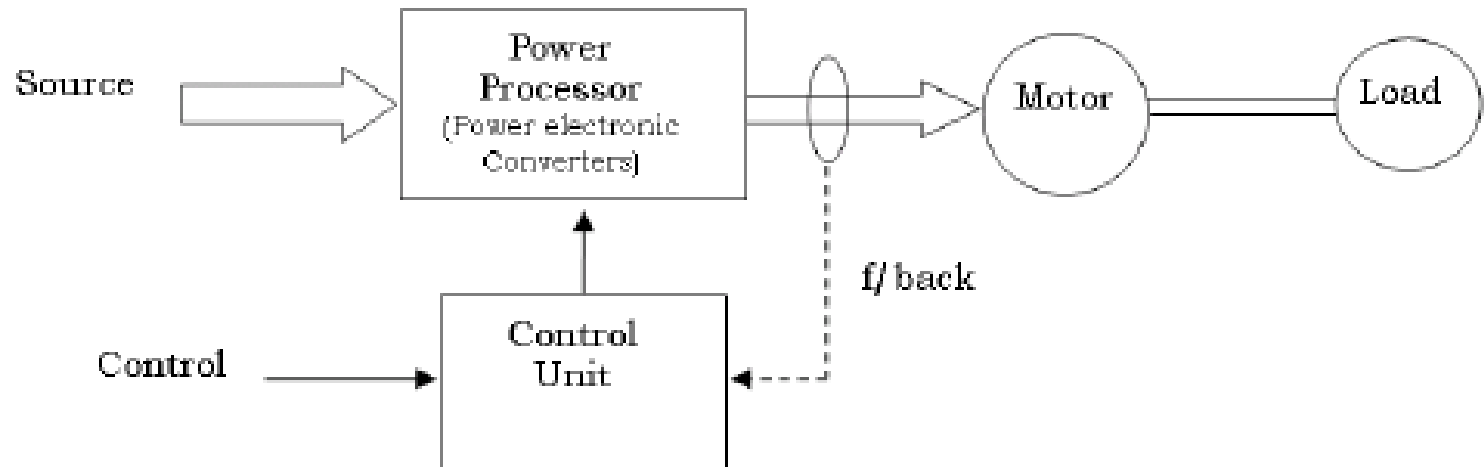 Source
Power
Processor
(Power electronic
Converters)
Motor
Load
f/back
Control
Unit
Control